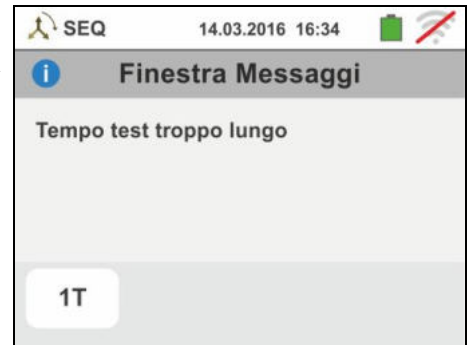 SEQ 14.03.2016 16:34
i Finestra Messaggi
Tempo test troppo lungo
1T